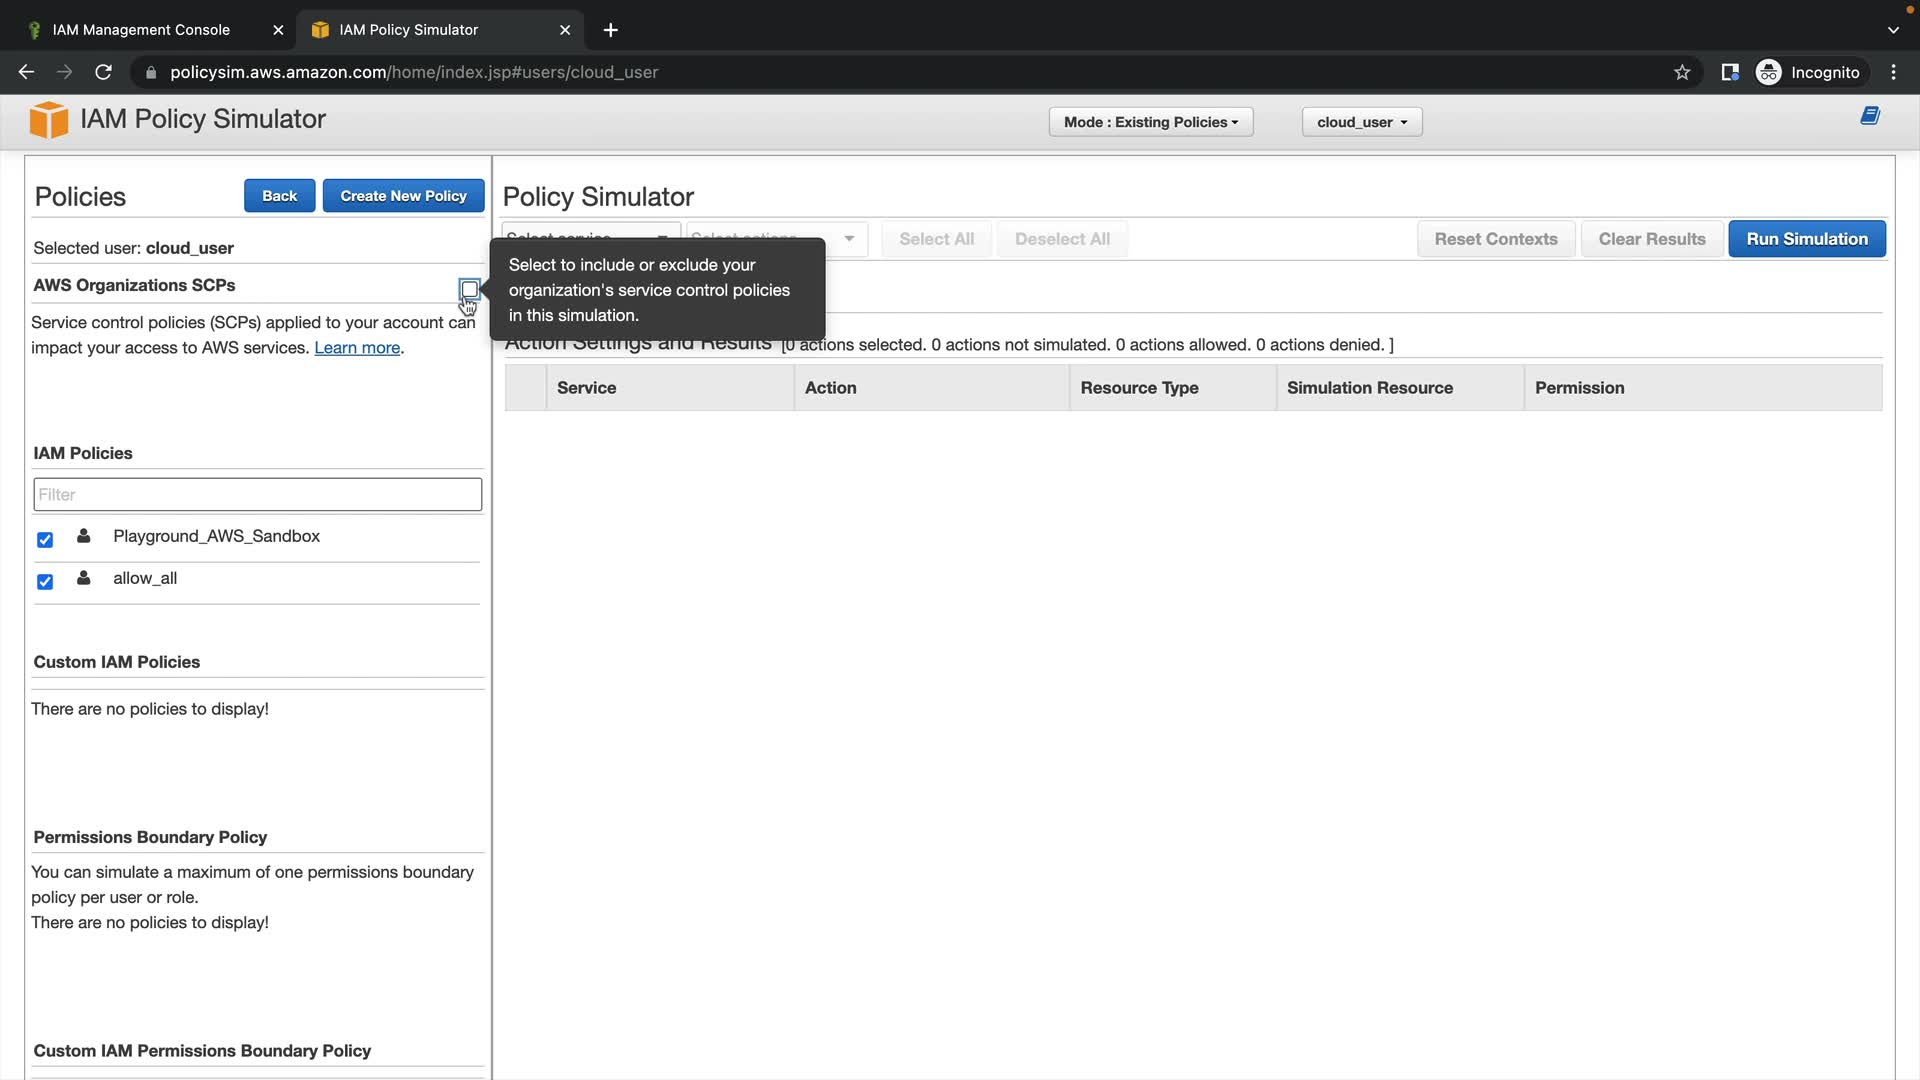 IAM Management Console
IAM Policy Simulator
policysim.aws.amazon.com/home/index.jsp#users/cloud_user
Incognito
IAM Policy Simulator
Mode : Existing Policies
cloud_user
Policies
Back
Create New Policy
Selected user: cloud_user
AWS Organizations SCPs
Service control policies (SCPs) applied to your account can
impact your access to AWS services. Learn more.
IAM Policies
Filter
Playground_AWS_Sandbox
allow_all
Custom IAM Policies
There are no policies to display!
Permissions Boundary Policy
You can simulate a maximum of one permissions boundary
policy per user or role.
There are no policies to display!
Custom IAM Permissions Boundary Policy
Policy Simulator
Select service
Select actions
Select All
Deselect All
Reset Contexts
Clear Results
Run Simulation
Select to include or exclude your
organization's service control policies
in this simulation.
Action Settings and Results [0 actions selected. 0 actions not simulated. 0 actions allowed. 0 actions denied. ]
Service
Action
Resource Type
Simulation Resource
Permission